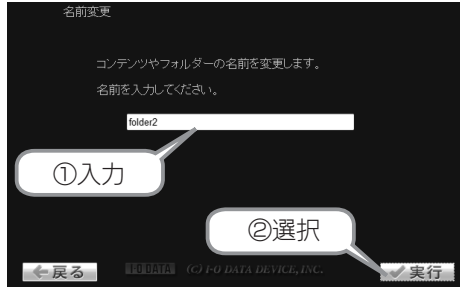 名前変更
コンテンツやフォルダーの名前を変更します。
名前を入力してください。
folder2
①入力
②選択
戻る
I-O DATA (C) I-O DATA DEVICE, INC.
実行